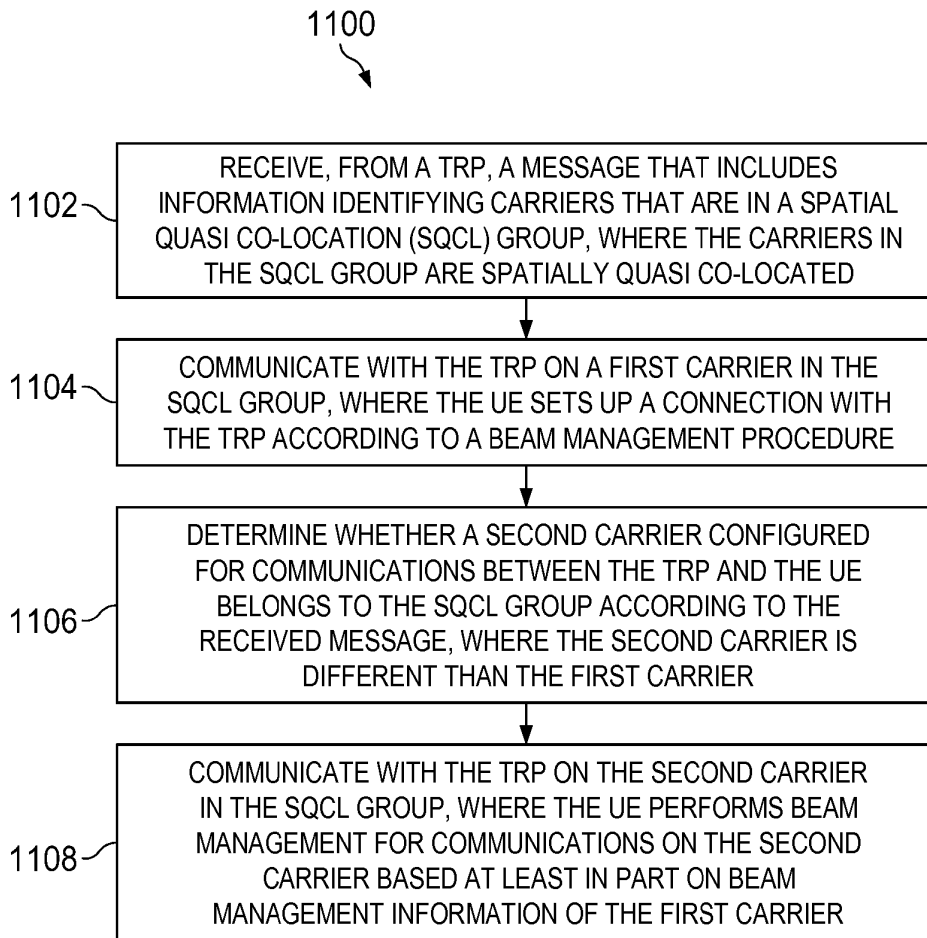 1100
1102
RECEIVE, FROM A TRP, A MESSAGE THAT INCLUDES
INFORMATION IDENTIFYING CARRIERS THAT ARE IN A SPATIAL
QUASI CO-LOCATION (SQCL) GROUP, WHERE THE CARRIERS IN
THE SQCL GROUP ARE SPATIALLY QUASI CO-LOCATED
1104
COMMUNICATE WITH THE TRP ON A FIRST CARRIER IN THE
SQCL GROUP, WHERE THE UE SETS UP A CONNECTION WITH
THE TRP ACCORDING TO A BEAM MANAGEMENT PROCEDURE
1106
DETERMINE WHETHER A SECOND CARRIER CONFIGURED
FOR COMMUNICATIONS BETWEEN THE TRP AND THE UE
BELONGS TO THE SQCL GROUP ACCORDING TO THE
RECEIVED MESSAGE, WHERE THE SECOND CARRIER IS
DIFFERENT THAN THE FIRST CARRIER
1108
COMMUNICATE WITH THE TRP ON THE SECOND CARRIER
IN THE SQCL GROUP, WHERE THE UE PERFORMS BEAM
MANAGEMENT FOR COMMUNICATIONS ON THE SECOND
CARRIER BASED AT LEAST IN PART ON BEAM
MANAGEMENT INFORMATION OF THE FIRST CARRIER